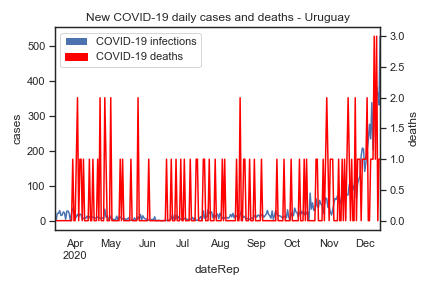 New COVID-19 daily cases and deaths - Uruguay
COVID-19 infections
COVID-19 deaths
cases
500
400
300
200
100
0
deaths
3.0
2.5
2.0
1.5
1.0
0.5
0.0
Apr May Jun Jul Aug Sep Oct Nov Dec
2020
dateRep